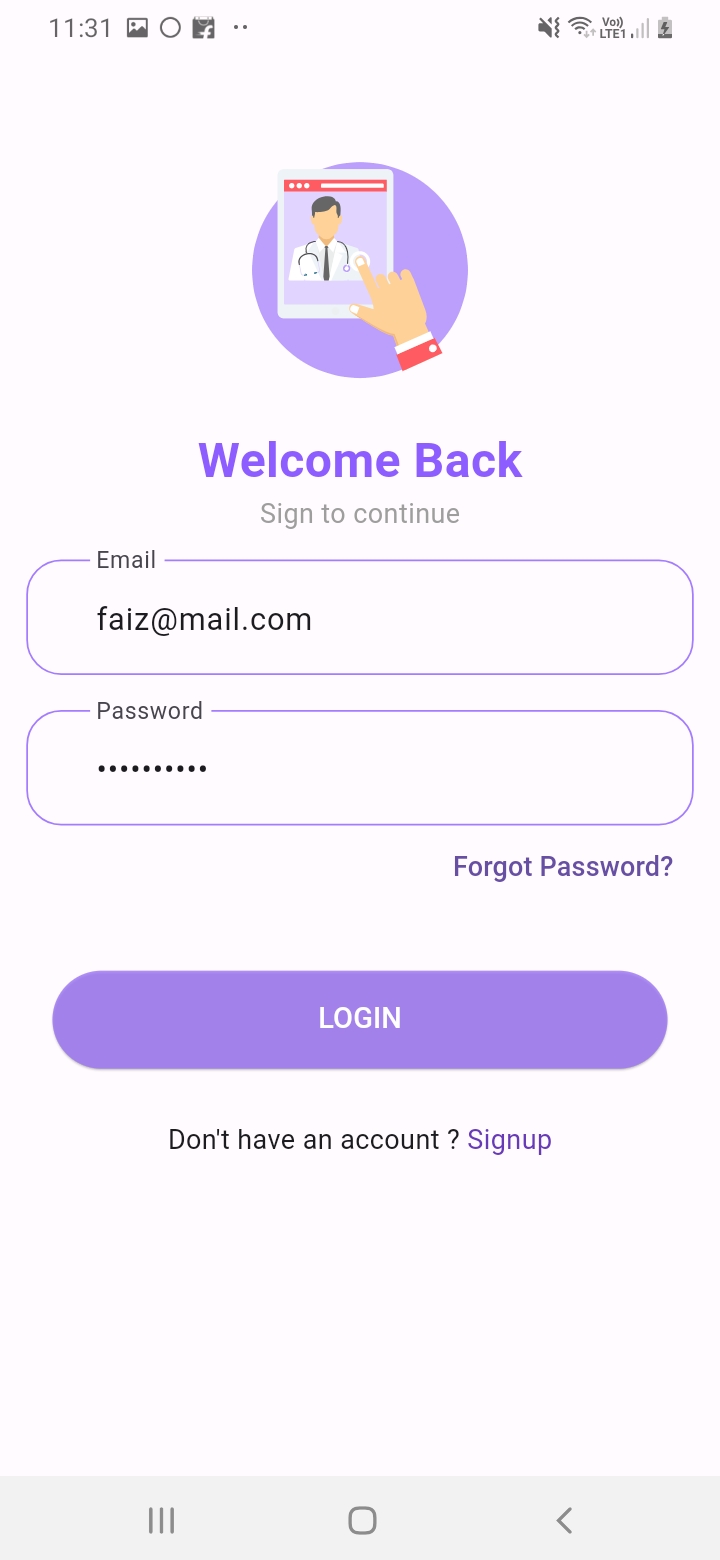 11:31
Vo))
LTE1
Welcome Back
Sign to continue
Email
faiz@mail.com
Password
••••••••••
Forgot Password?
LOGIN
Don't have an account ? Signup